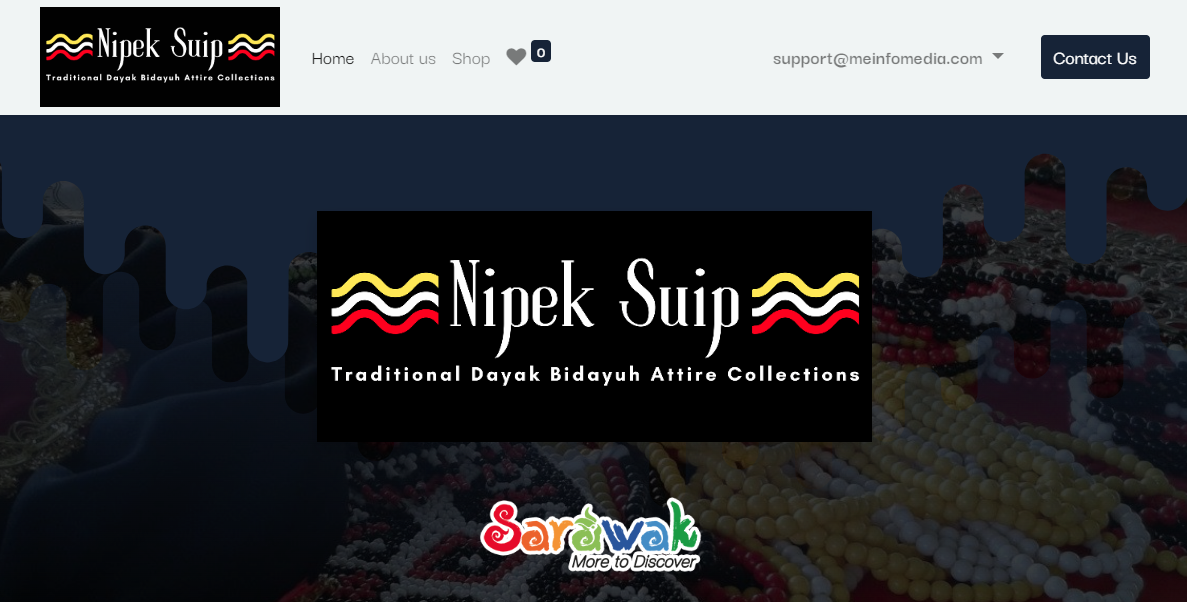 Nipek Suip
Traditional Dayak Bidayuh Attire Collections
Home About us Shop 0 support@meinfomedia.com Contact Us
Nipek Suip
Traditional Dayak Bidayuh Attire Collections
Sarawak
More to Discover